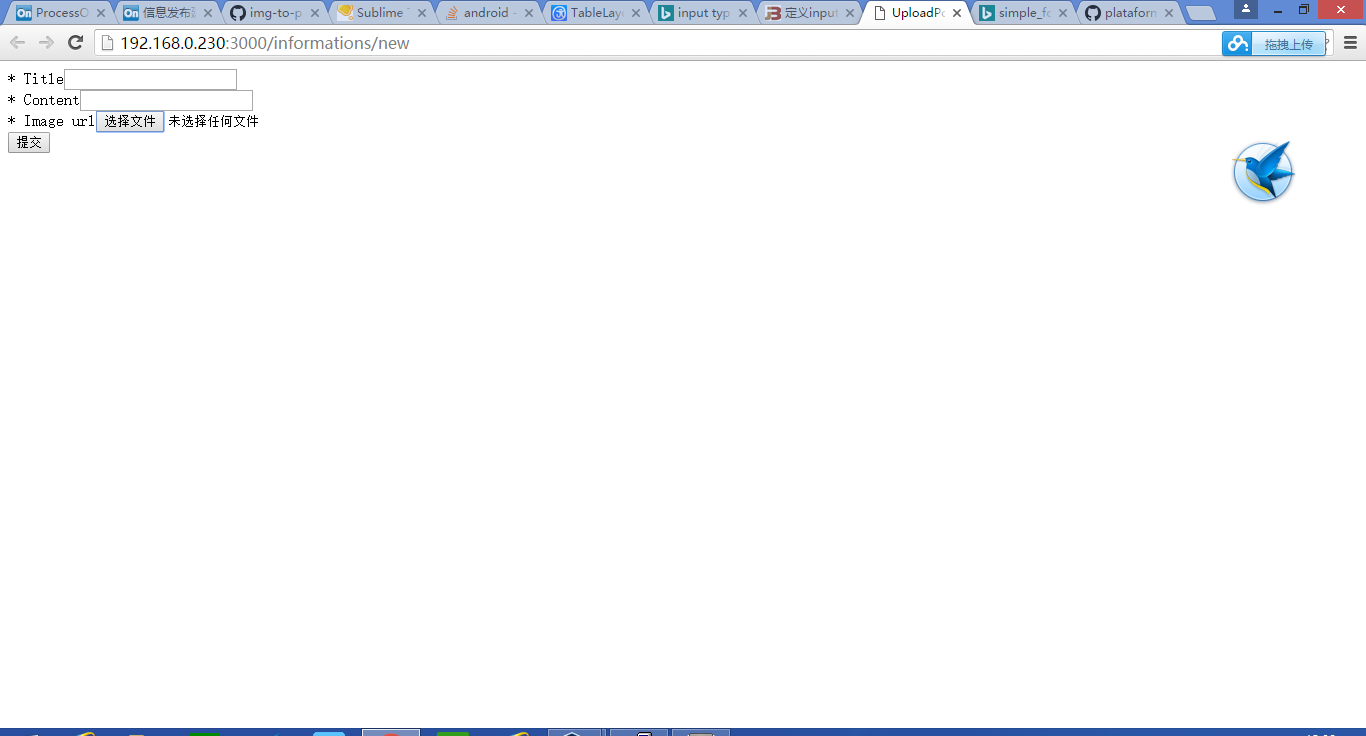 ProcessO
信息发布
img-to-p
Sublime
android -
TableLay
input typ
定义input
UploadPo
simple_fo
plataform
192.168.0.230:3000/informations/new
拖拽上传
* Title
* Content
* Image url 选择文件 未选择任何文件
提交